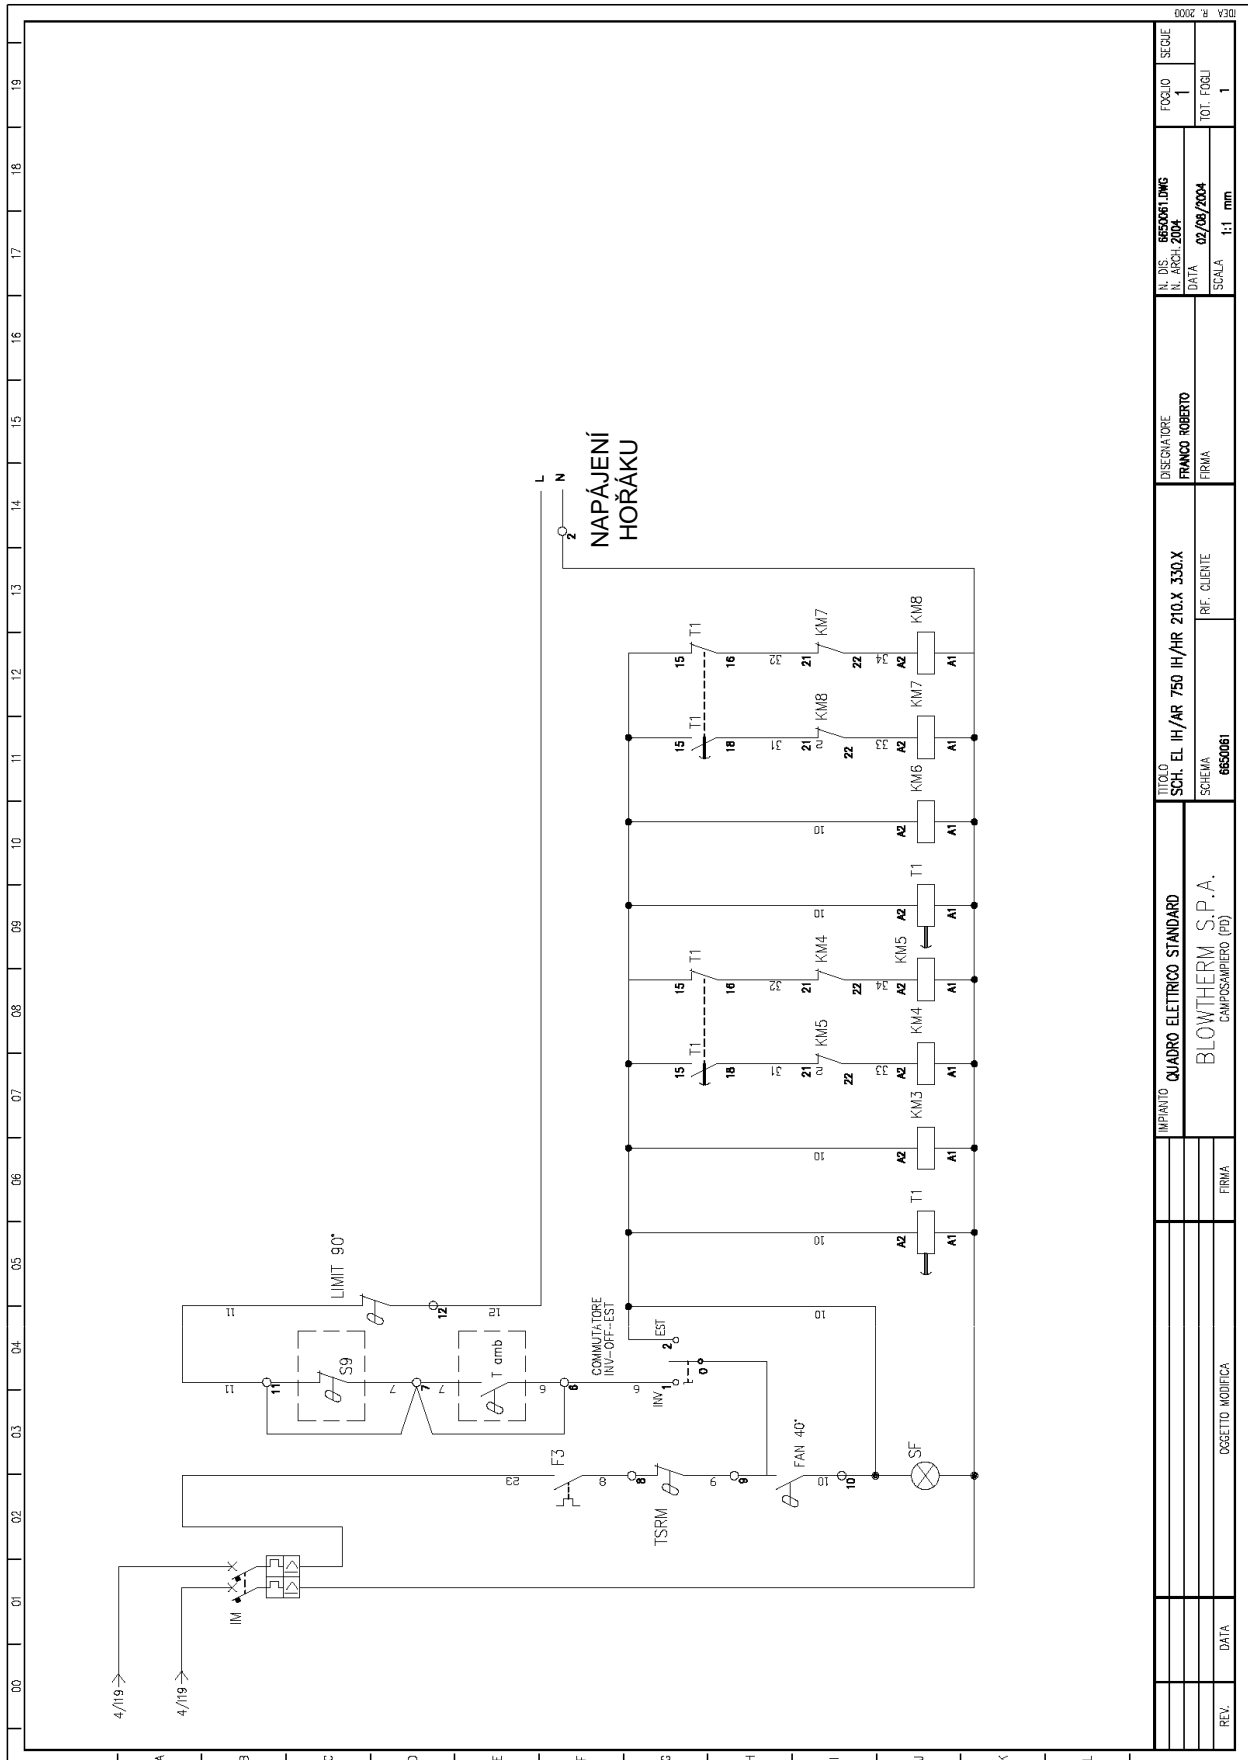 00 01 02 03 04 05 06 07 08 09 10 11 12 13 14 15 16 17 18 19
4/I19
4/I19
IM
11
11
11
S9
LIMIT 90°
7
7
7
12
12
T amb
6
6
6
COMMUTATORE
INV-OFF-EST
INV
1
0
2
EST
23
F3
8
8
TSRM
9
9
FAN 40°
10
10
10
SF
L
N
2
NAPÁJENÍ
HOŘÁKU
10
A2
T1
A1
10
A2
KM3
A1
15
T1
18
31
21
2
KM5
22
33
A2
KM4
A1
15
T1
16
32
21
KM4
22
34
A2
KM5
A1
10
A2
T1
A1
10
A2
KM6
A1
15
T1
18
31
21
2
KM8
22
33
A2
KM7
A1
15
T1
16
32
21
KM7
22
34
A2
KM8
A1
REV.
DATA
OGGETTO MODIFICA
FIRMA
IMPIANTO
QUADRO ELETTRICO STANDARD
BLOWTHERM S.P.A.
CAMPOSAMPIERO (PD)
TITOLO
SCH. EL IH/AR 750 IH/HR 210.X 330.X
SCHEMA
6650061
RIF. CLIENTE
DISEGNATORE
FRANCO ROBERTO
FIRMA
N. DIS. 6650061.DWG
N. ARCH. 2004
DATA
02/08/2004
SCALA
1:1 mm
FOGLIO
1
SEGUE
TOT. FOGLI
1
IDEA R. 2000